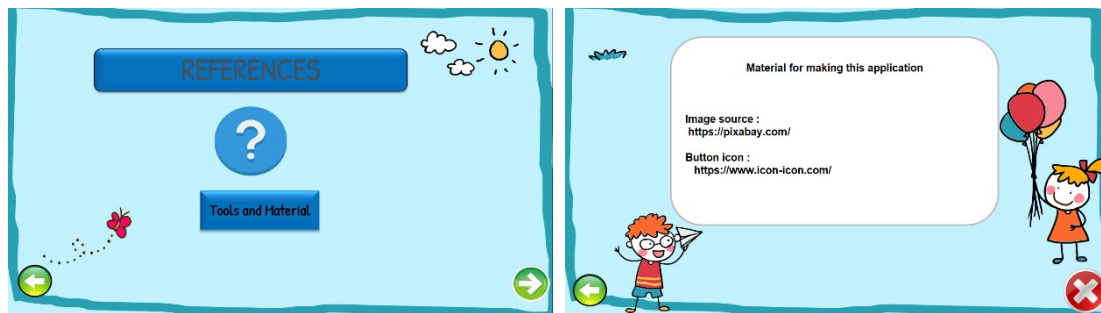 REFERENCES
?
Tools and Material
Material for making this application
Image source :
https://pixabay.com/
Button icon :
https://www.icon-icon.com/